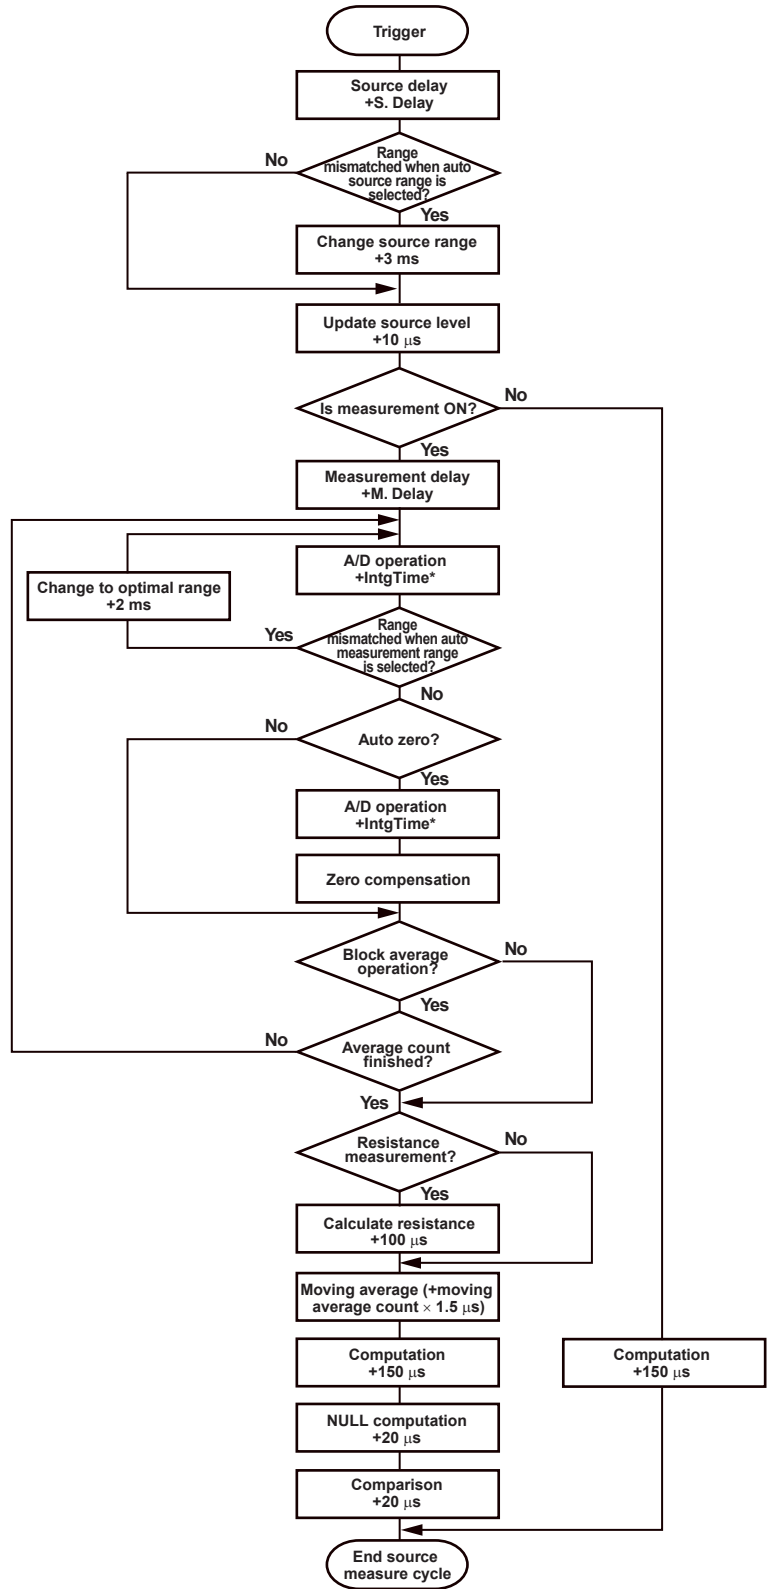 Trigger
Source delay
+S. Delay
Range
mismatched when auto
source range is
selected?
No
Yes
Change source range
+3 ms
Update source level
+10 μs
Is measurement ON?
No
Yes
Measurement delay
+M. Delay
A/D operation
+IntgTime*
Change to optimal range
+2 ms
Range
mismatched when auto
measurement range
is selected?
Yes
No
Auto zero?
No
Yes
A/D operation
+IntgTime*
Zero compensation
Block average
operation?
No
Yes
Average count
finished?
No
Yes
Resistance
measurement?
No
Yes
Calculate resistance
+100 μs
Moving average (+moving
average count × 1.5 μs)
Computation
+150 μs
Computation
+150 μs
NULL computation
+20 μs
Comparison
+20 μs
End source
measure cycle